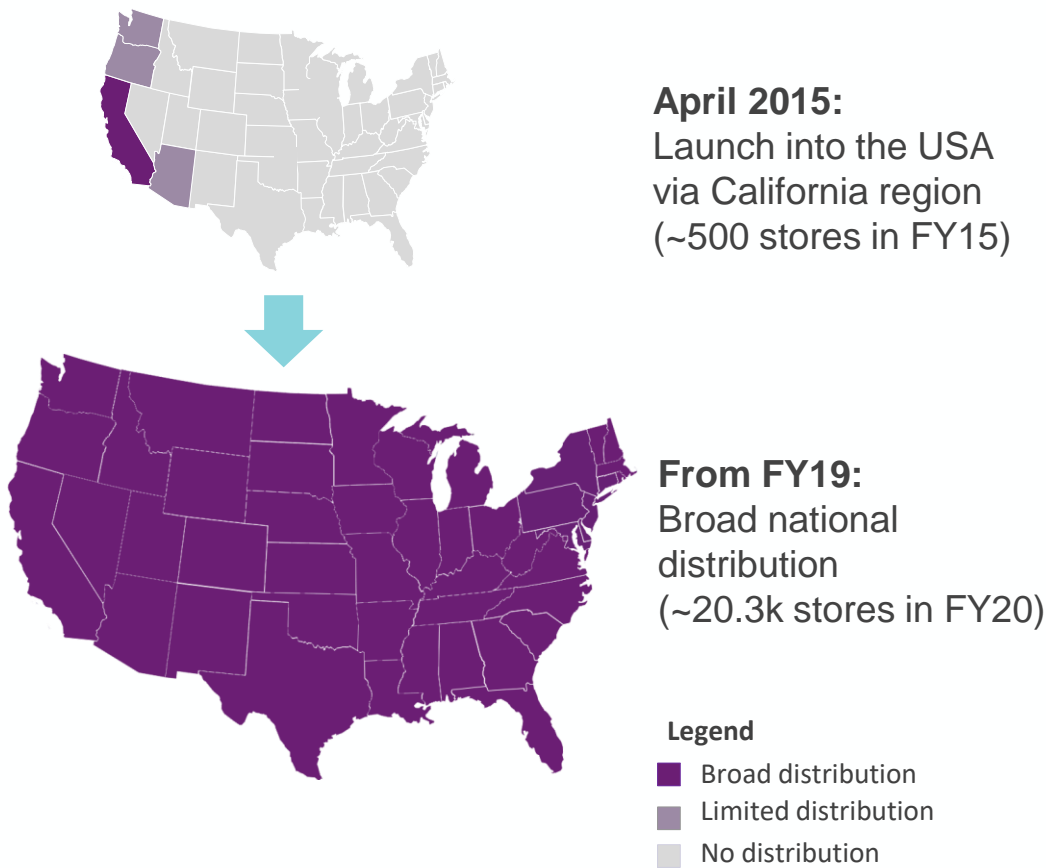 April 2015:
Launch into the USA
via California region
(~500 stores in FY15)
From FY19:
Broad national
distribution
(~20.3k stores in FY20)
Legend
Broad distribution
Limited distribution
No distribution